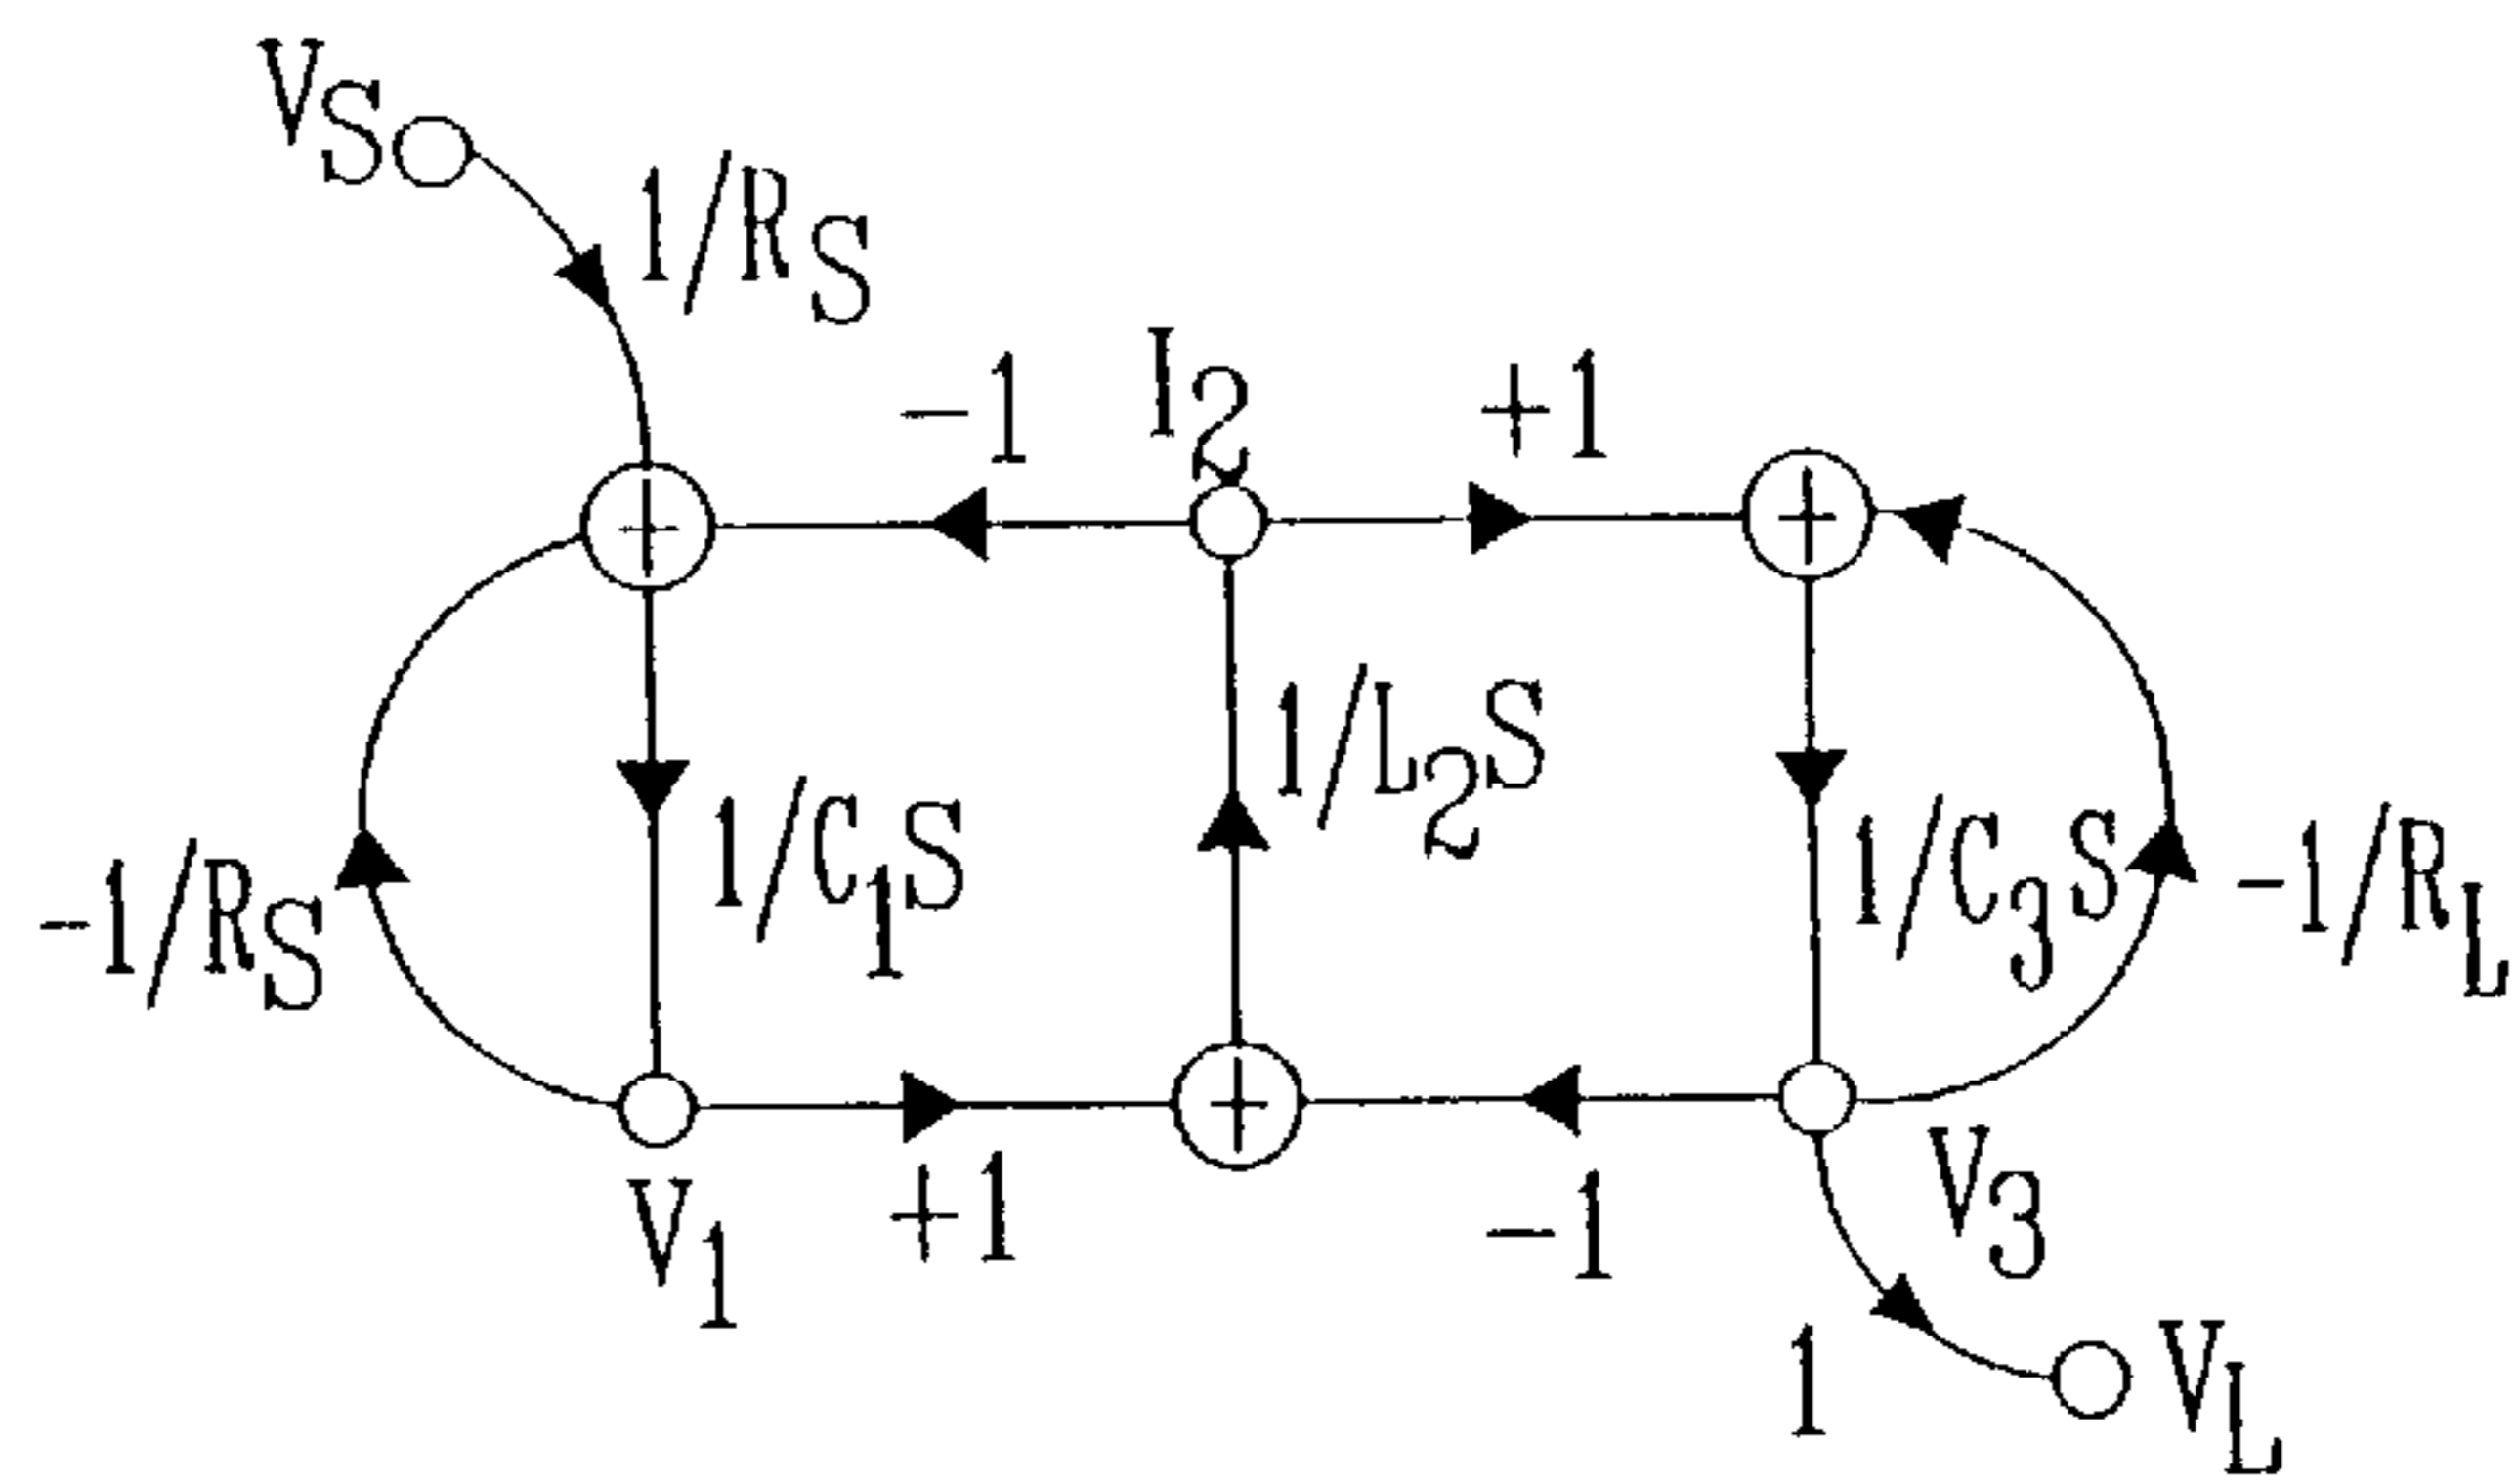 VS
1/RS
-1
I2
+1
-1/RS
1/C1S
1/L2S
1/C3S
-1/RL
V1
+1
-1
V3
1
VL